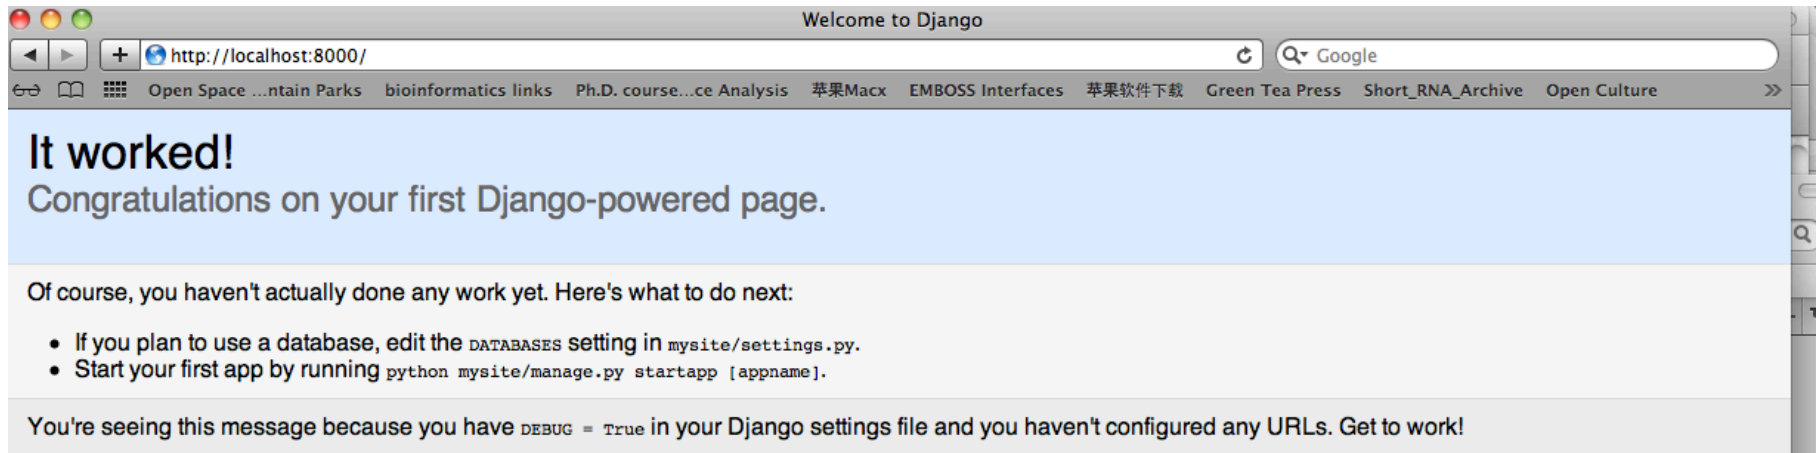 Welcome to Django
http://localhost:8000/
Google
Open Space ...ntain Parks bioinformatics links Ph.D. course...ce Analysis 苹果Macx EMBOSS Interfaces 苹果软件下载 Green Tea Press Short_RNA_Archive Open Culture
It worked!
Congratulations on your first Django-powered page.
Of course, you haven't actually done any work yet. Here's what to do next:
• If you plan to use a database, edit the DATABASES setting in mysite/settings.py.
• Start your first app by running python mysite/manage.py startapp [appname].
You're seeing this message because you have DEBUG = True in your Django settings file and you haven't configured any URLs. Get to work!